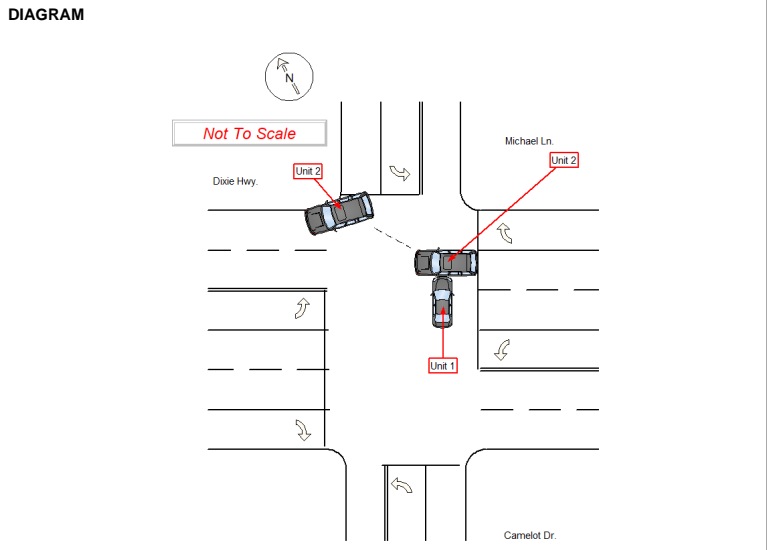 DIAGRAM
N
Not To Scale
Michael Ln.
Unit 2
Unit 2
Dixie Hwy.
Unit 1
Camelot Dr.